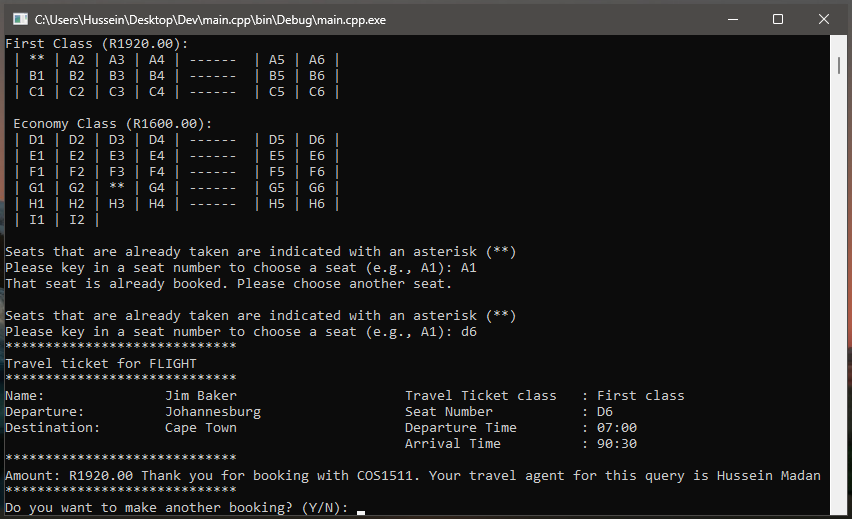 C:\Users\Hussein\Desktop\Dev\main.cpp\bin\Debug\main.cpp.exe
First Class (R1920.00):
| ** | A2 | A3 | A4 | ------ | A5 | A6 |
| B1 | B2 | B3 | B4 | ------ | B5 | B6 |
| C1 | C2 | C3 | C4 | ------ | C5 | C6 |
Economy Class (R1600.00):
| D1 | D2 | D3 | D4 | ------ | D5 | D6 |
| E1 | E2 | E3 | E4 | ------ | E5 | E6 |
| F1 | F2 | F3 | F4 | ------ | F5 | F6 |
| G1 | G2 | ** | G4 | ------ | G5 | G6 |
| H1 | H2 | H3 | H4 | ------ | H5 | H6 |
| I1 | I2 |
Seats that are already taken are indicated with an asterisk (**)
Please key in a seat number to choose a seat (e.g., A1): A1
That seat is already booked. Please choose another seat.
Seats that are already taken are indicated with an asterisk (**)
Please key in a seat number to choose a seat (e.g., A1): d6
*****************************
Travel ticket for FLIGHT
*****************************
Name: Jim Baker Travel Ticket class : First class
Departure: Johannesburg Seat Number : D6
Destination: Cape Town Departure Time : 07:00
Arrival Time : 90:30
*****************************
Amount: R1920.00 Thank you for booking with COS1511. Your travel agent for this query is Hussein Madan
*****************************
Do you want to make another booking? (Y/N):